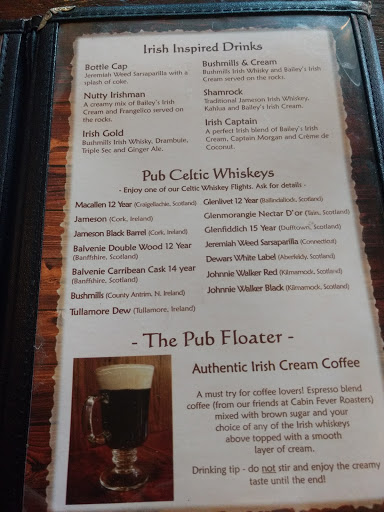 Irish Inspired Drinks
Bottle Cap
Jeremiah Weed Sarsaparilla with a
splash of coke.
Nutty Irishman
A creamy mix of Bailey's Irish
Cream and Frangelico served on
the rocks.
Irish Gold
Bushmills Irish Whisky, Drambule,
Triple Sec and Ginger Ale.
Bushmills & Cream
Bushmills Irish Whisky and Bailey's Irish
Cream served on the rocks.
Shamrock
Traditional Jameson Irish Whiskey,
Kahlua and Bailey's Irish Cream.
Irish Captain
A perfect Irish blend of Bailey's Irish
Cream, Captain Morgan and Crème de
Coconut.
Pub Celtic Whiskeys
- Enjoy one of our Celtic Whiskey Flights. Ask for details -
Macallen 12 Year (Craigellachie, Scotland)
Jameson (Cork, Ireland)
Jameson Black Barrel (Cork, Ireland)
Balvenie Double Wood 12 Year
(Banffshire, Scotland)
Balvenie Carribean Cask 14 year
(Banffshire, Scotland)
Bushmills (County Antrim, N. Ireland)
Tullamore Dew (Tullamore, Ireland)
Glenlivet 12 Year (Ballindalloch, Scotland)
Glenmorangie Nectar D'or (Tain, Scotland)
Glenfiddich 15 Year (Dufftown, Scotland)
Jeremiah Weed Sarsaparilla (Connecticut)
Dewars White Label (Aberfeldy, Scotland)
Johnnie Walker Red (Kilmarnock, Scotland)
Johnnie Walker Black (Kilmarnock, Scotland)
- The Pub Floater -
Authentic Irish Cream Coffee
A must try for coffee lovers! Espresso blend
coffee (from our friends at Cabin Fever Roasters)
mixed with brown sugar and your
choice of any of the Irish whiskeys
above topped with a smooth
layer of cream.
Drinking tip - do not stir and enjoy the creamy
taste until the end!